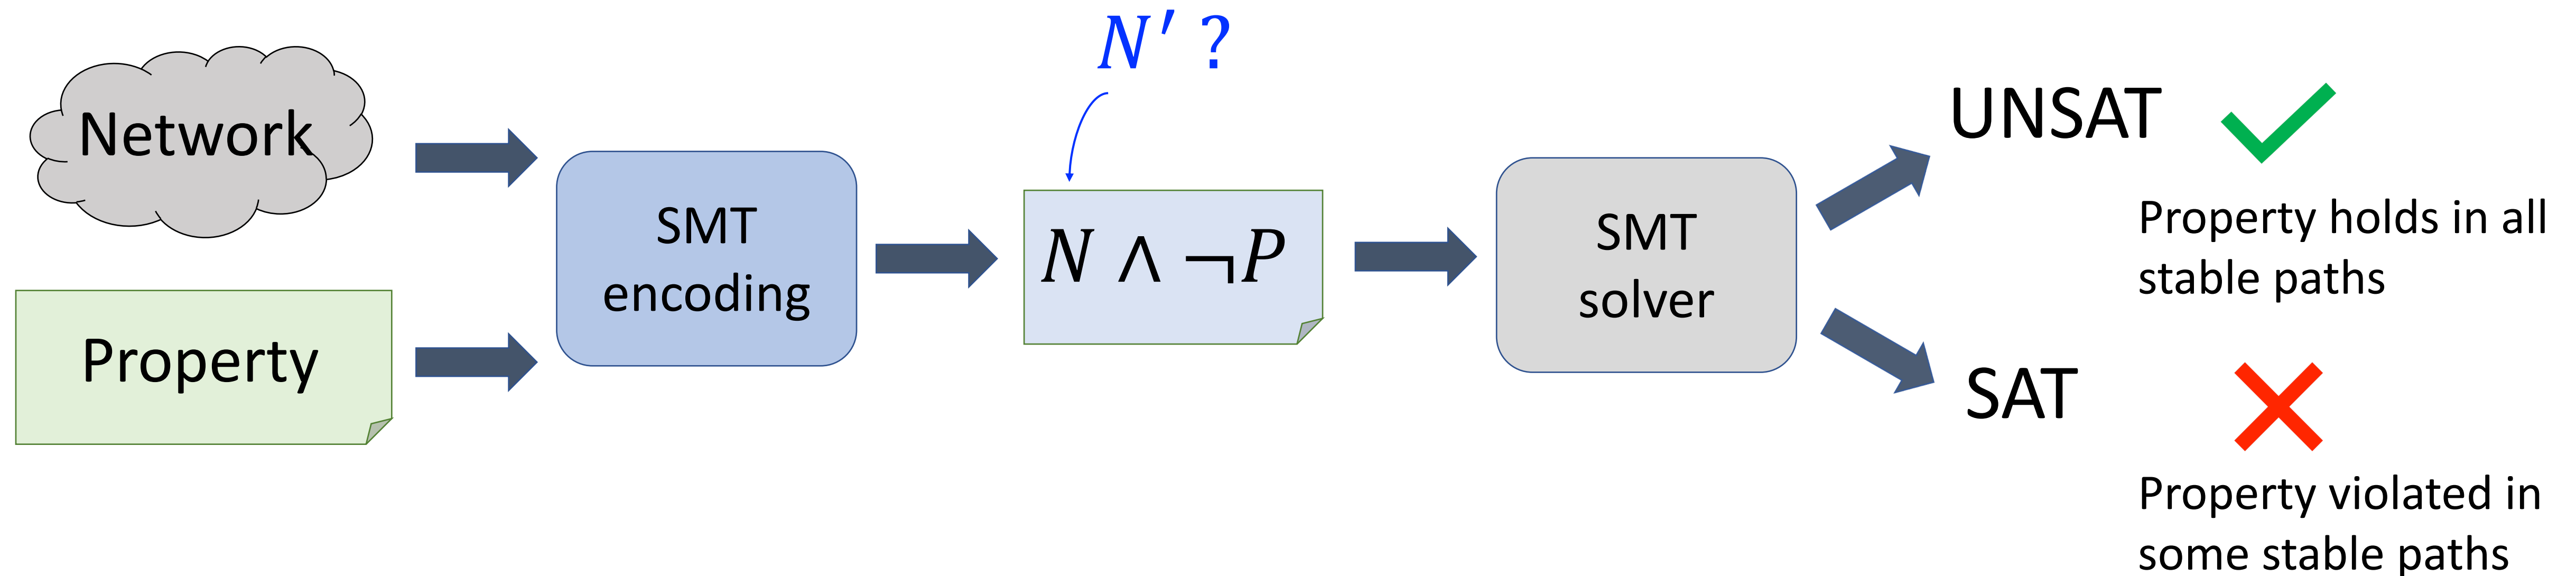 Network
Property
SMT
encoding
N′ ?
N ∧ ¬P
SMT
solver
UNSAT
Property holds in all
stable paths
SAT
Property violated in
some stable paths